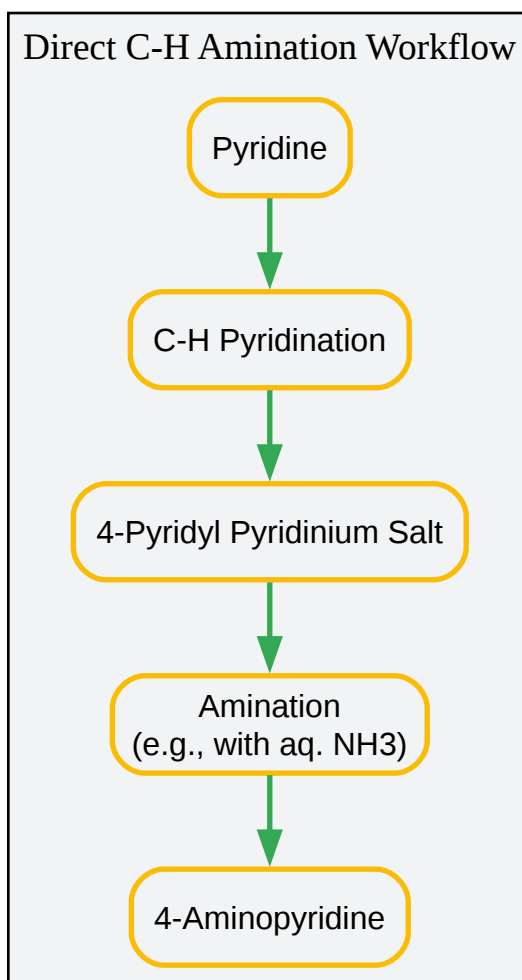 Direct C-H Amination Workflow
Pyridine
C-H Pyridination
4-Pyridyl Pyridinium Salt
Amination
(e.g., with aq. NH3)
4-Aminopyridine